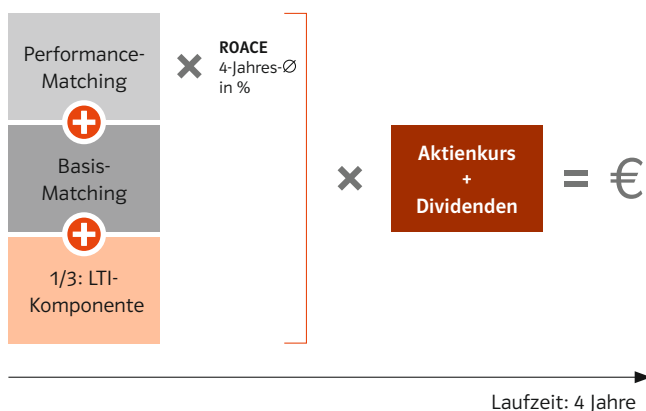 Performance-
Matching
ROACE
4-Jahres-Ø
in %
Basis-
Matching
1/3: LTI-
Komponente
Aktienkurs
+
Dividenden
= €
Laufzeit: 4 Jahre